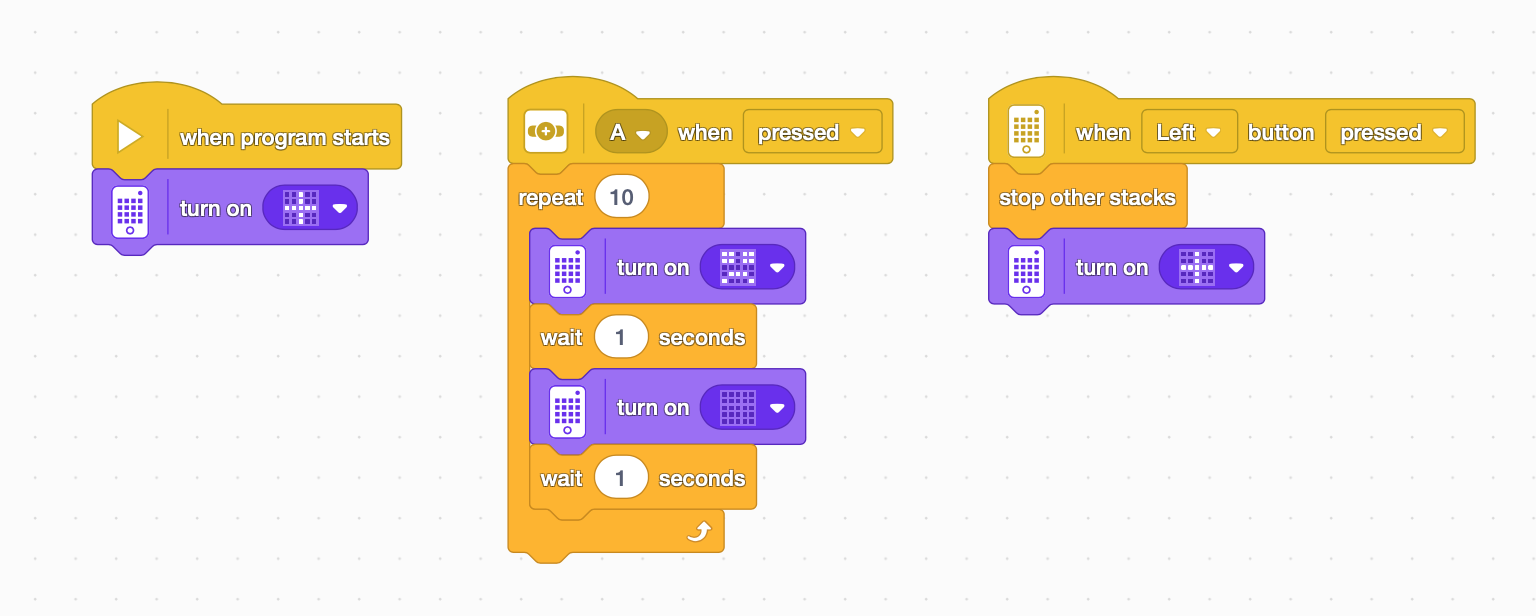 when program starts
turn on
A when pressed
repeat 10
turn on
wait 1 seconds
turn on
wait 1 seconds
when Left button pressed
stop other stacks
turn on